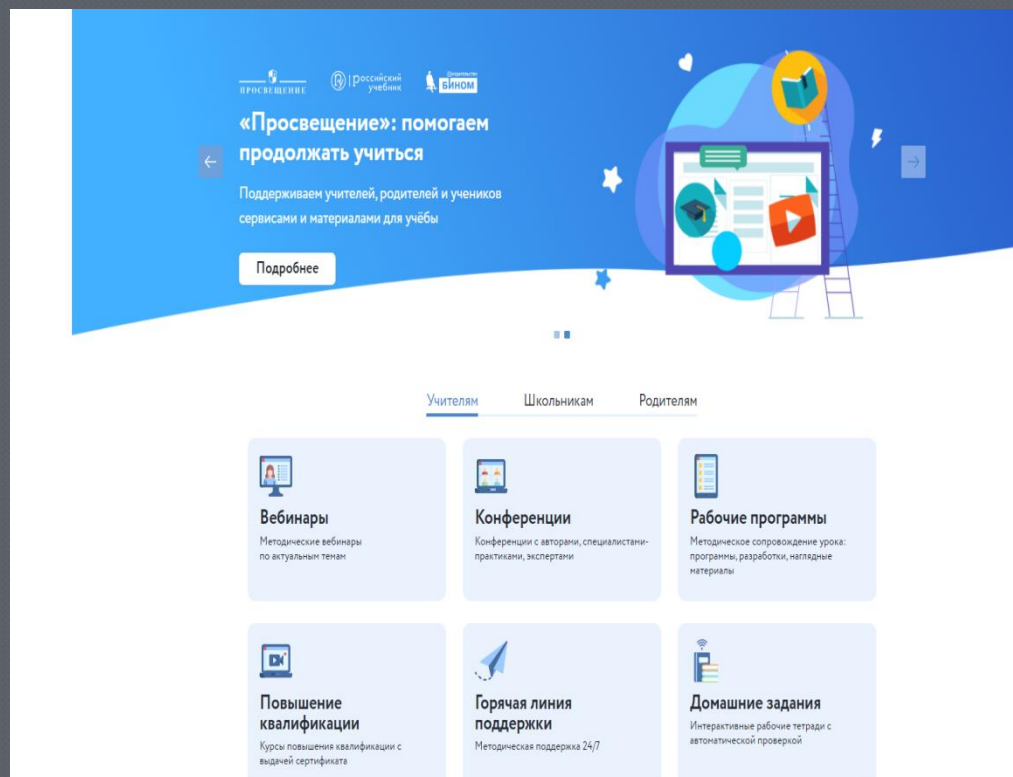 ПРОСВЕЩЕНИЕ
российский
учебник
Издательство
БИНОМ
«Просвещение»: помогаем
продолжать учиться
Поддерживаем учителей, родителей и учеников
сервисами и материалами для учёбы
Подробнее
Учителям Школьникам Родителям
Вебинары
Методические вебинары
по актуальным темам
Конференции
Конференции с авторами, специалистами-
практиками, экспертами
Рабочие программы
Методическое сопровождение урока:
программы, разработки, наглядные
материалы
Повышение
квалификации
Курсы повышения квалификации с
выдачей сертификата
Горячая линия
поддержки
Методическая поддержка 24/7
Домашние задания
Интерактивные рабочие тетради с
автоматической проверкой